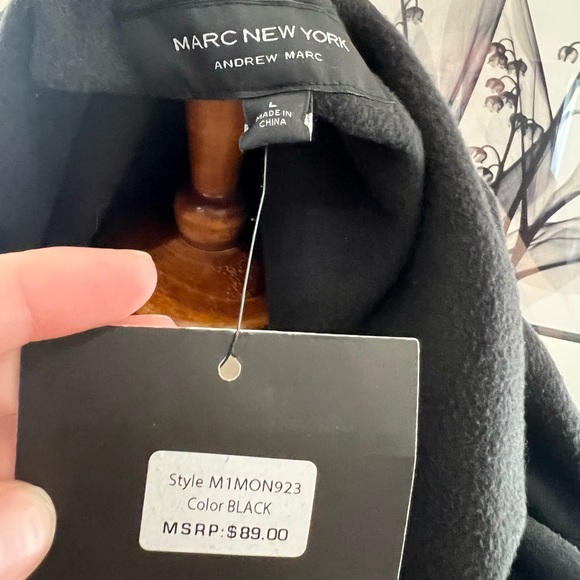 MARC NEW YORK
ANDREW MARC
L
MADE IN
CHINA
Style M1MON923
Color BLACK
MSRP:$89.00